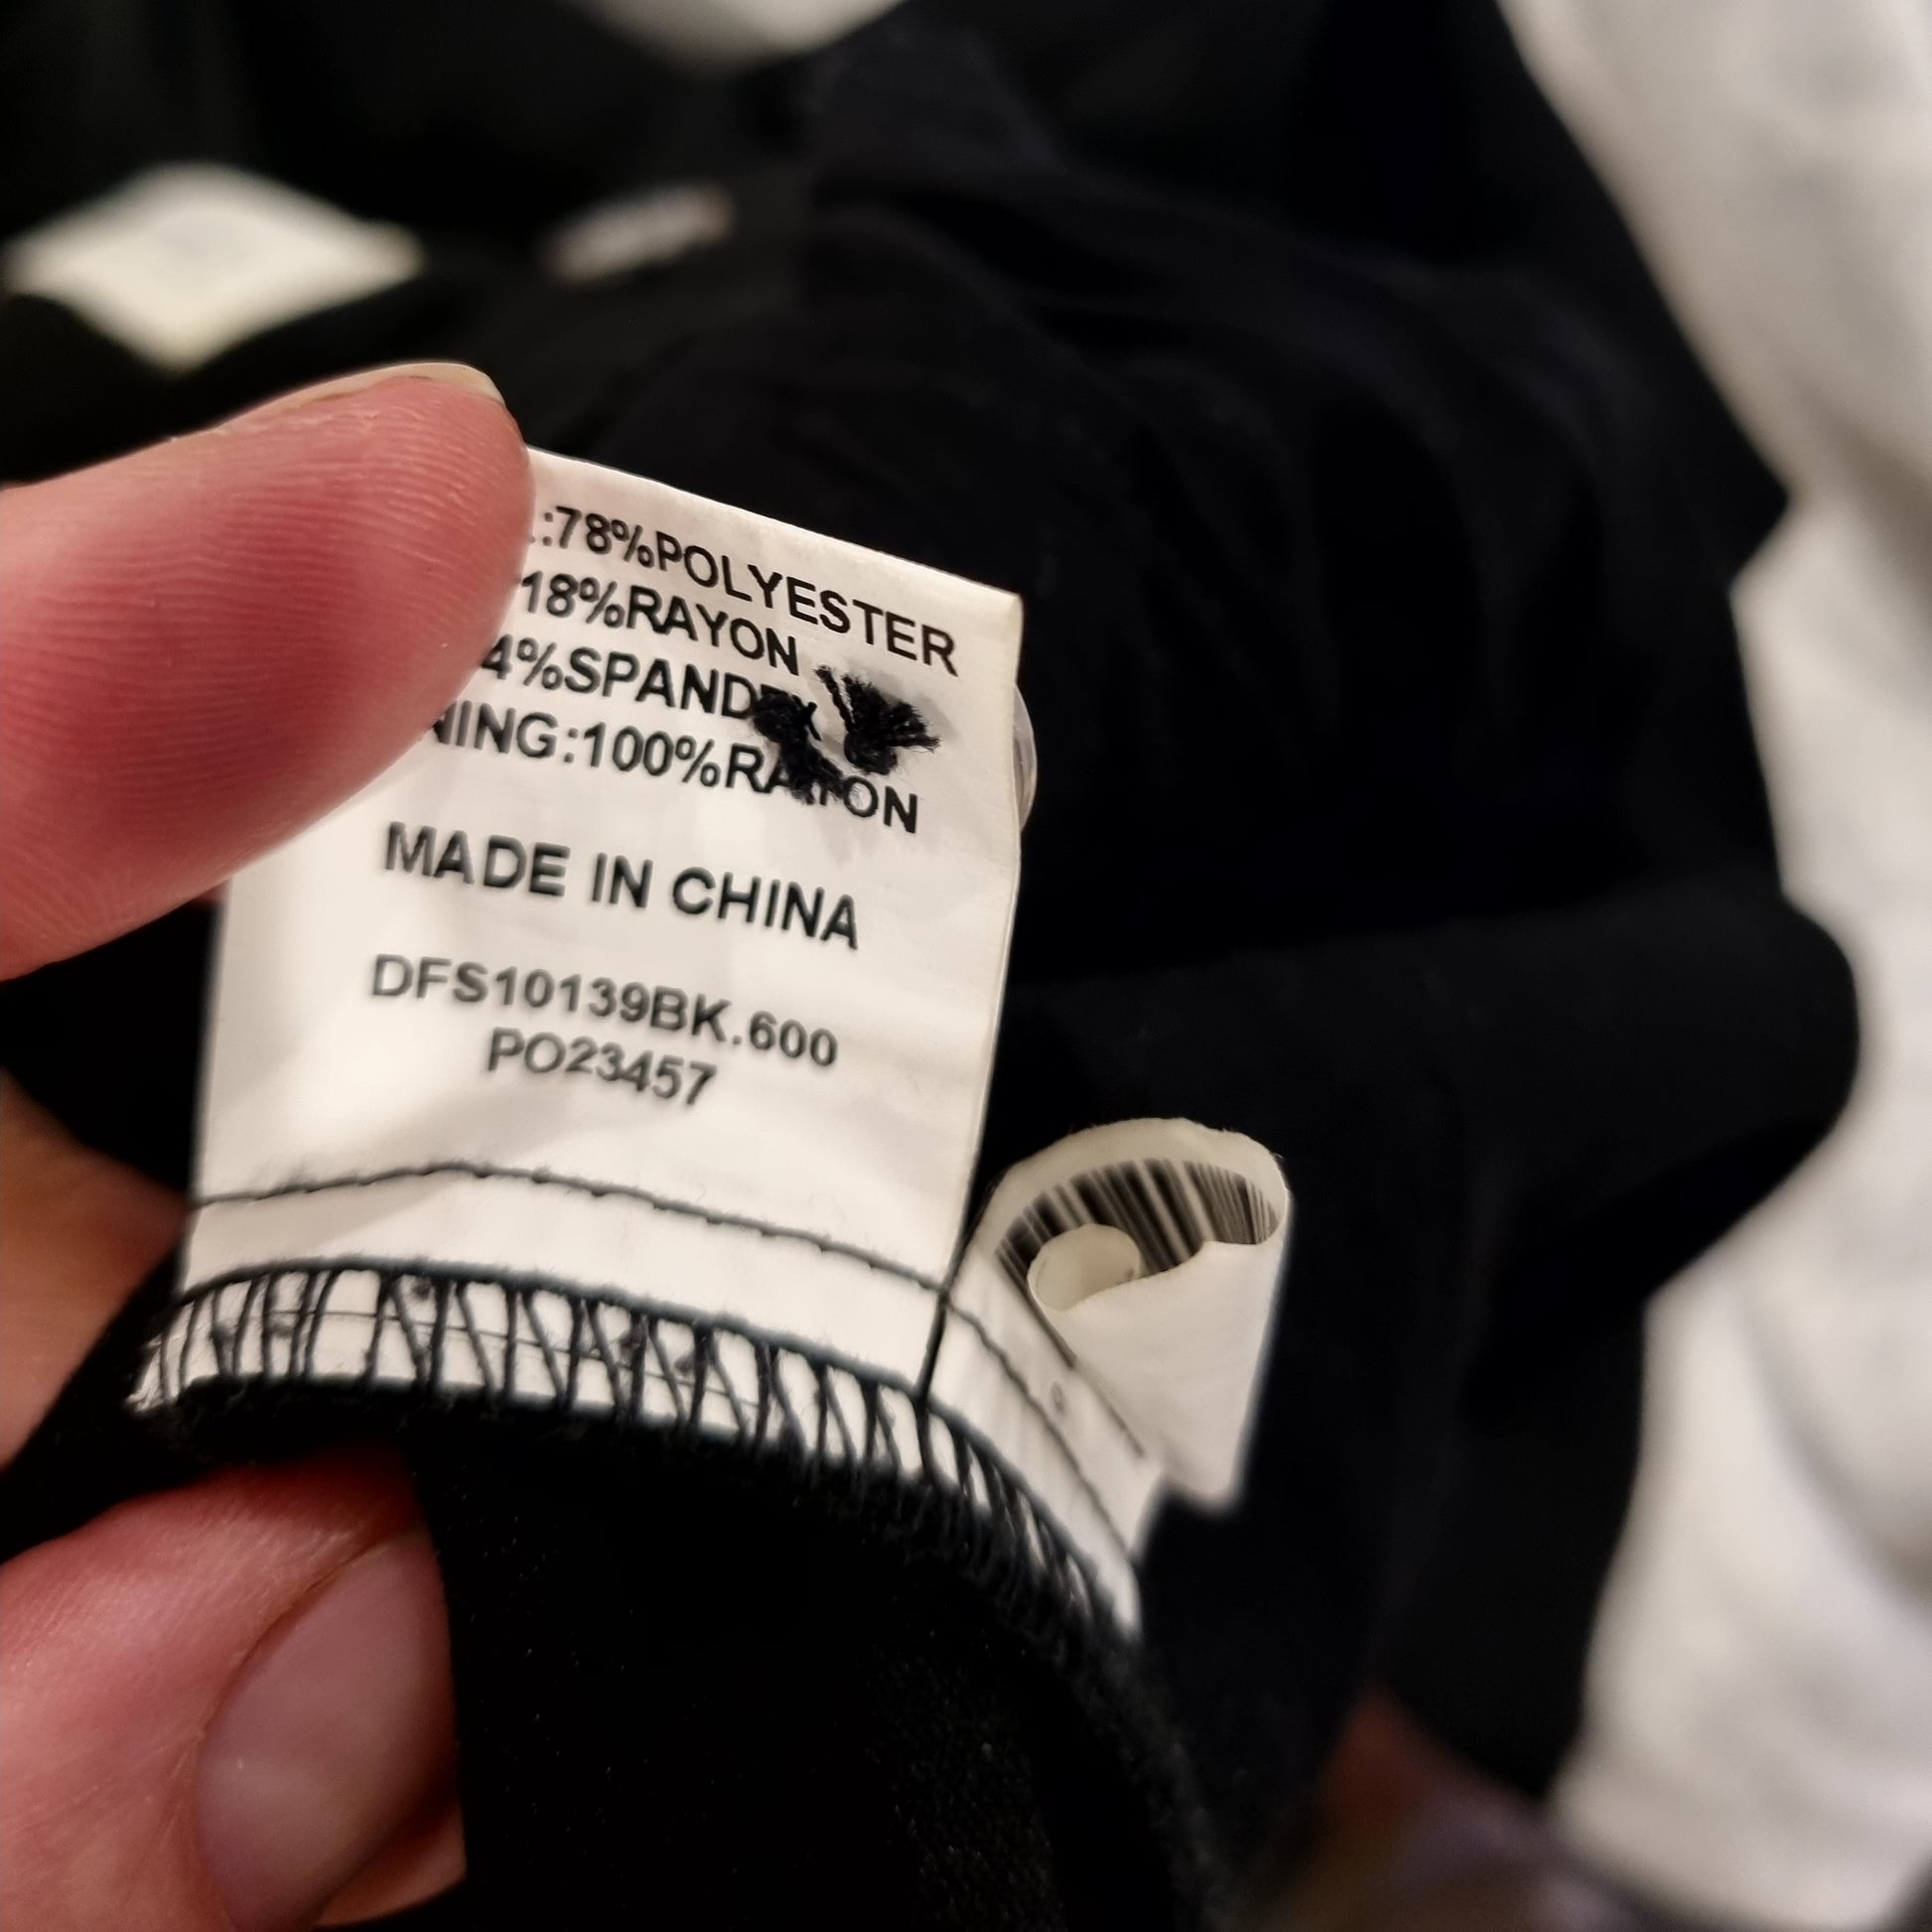 :78%POLYESTER
18%RAYON
4%SPANDEX
NING:100%RAYON
MADE IN CHINA
DFS10139BK.600
PO23457